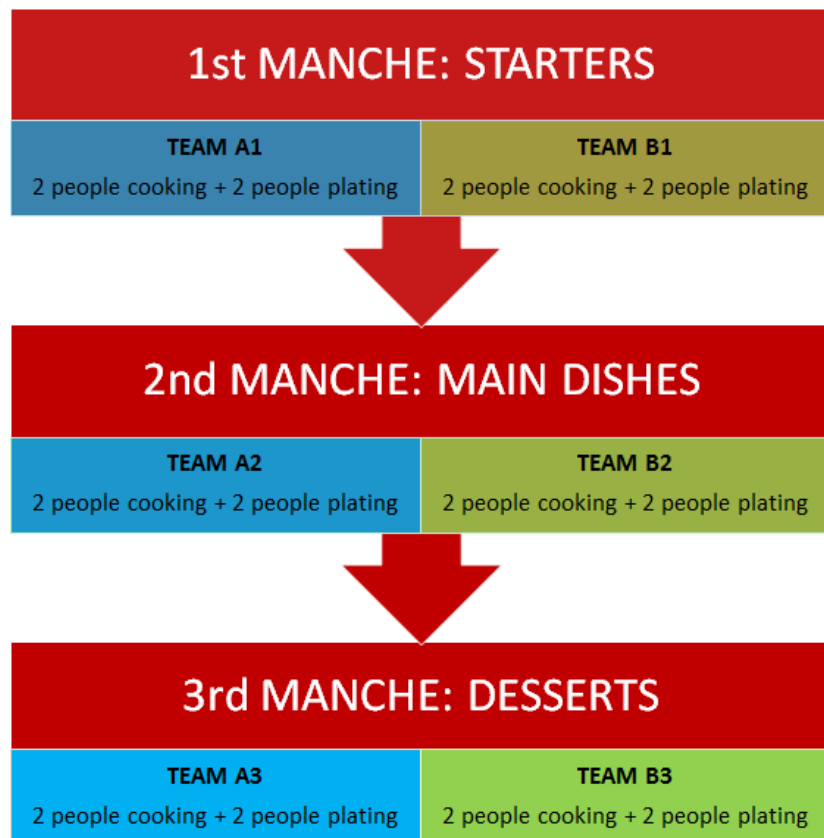 1st MANCHE: STARTERS
TEAM A1
2 people cooking + 2 people plating
TEAM B1
2 people cooking + 2 people plating
2nd MANCHE: MAIN DISHES
TEAM A2
2 people cooking + 2 people plating
TEAM B2
2 people cooking + 2 people plating
3rd MANCHE: DESSERTS
TEAM A3
2 people cooking + 2 people plating
TEAM B3
2 people cooking + 2 people plating